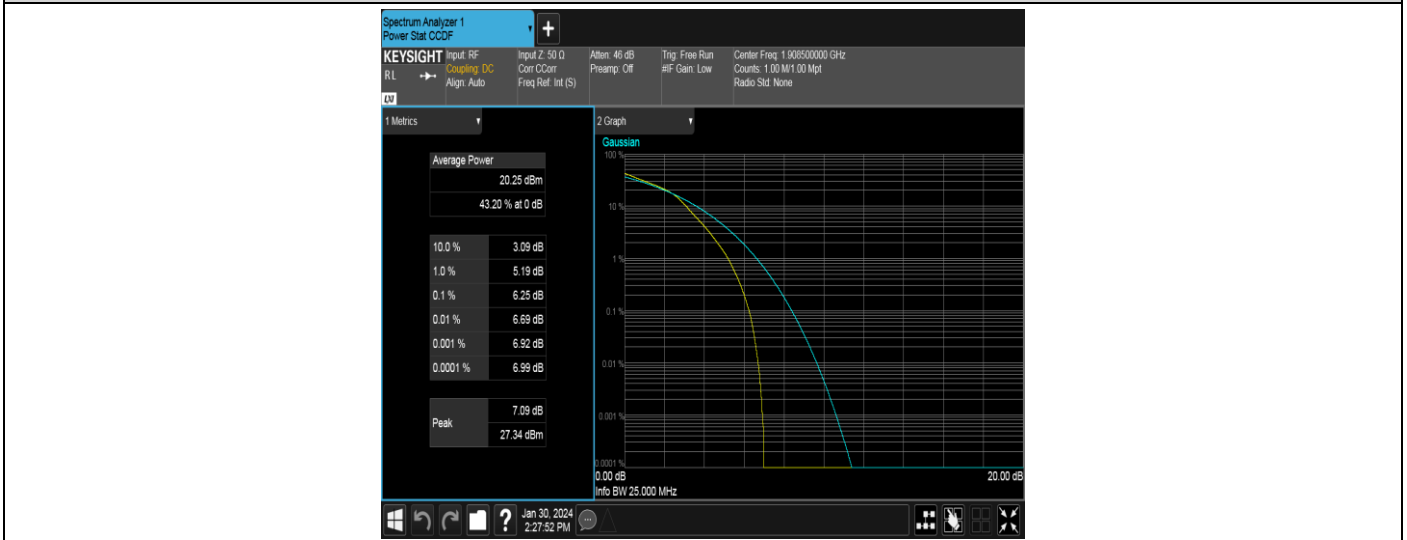 Spectrum Analyzer 1
Power Stat CCDF
+
KEYSIGHT
RL
LXI
Input: RF
Coupling: DC
Align: Auto
Input Z: 50 Ω
Corr CCorr
Freq Ref: Int (S)
Atten: 46 dB
Preamp: Off
Trig: Free Run
#IF Gain: Low
Center Freq: 1.908500000 GHz
Counts: 1.00 M/1.00 Mpt
Radio Std: None
1 Metrics
Average Power
20.25 dBm
43.20 % at 0 dB
10.0 % 3.09 dB
1.0 % 5.19 dB
0.1 % 6.25 dB
0.01 % 6.69 dB
0.001 % 6.92 dB
0.0001 % 6.99 dB
Peak
7.09 dB
27.34 dBm
2 Graph
Gaussian
100 %
10 %
1 %
0.1 %
0.01 %
0.001 %
0.0001 %
0.00 dB 20.00 dB
Info BW 25.000 MHz
?
Jan 30, 2024
2:27:52 PM